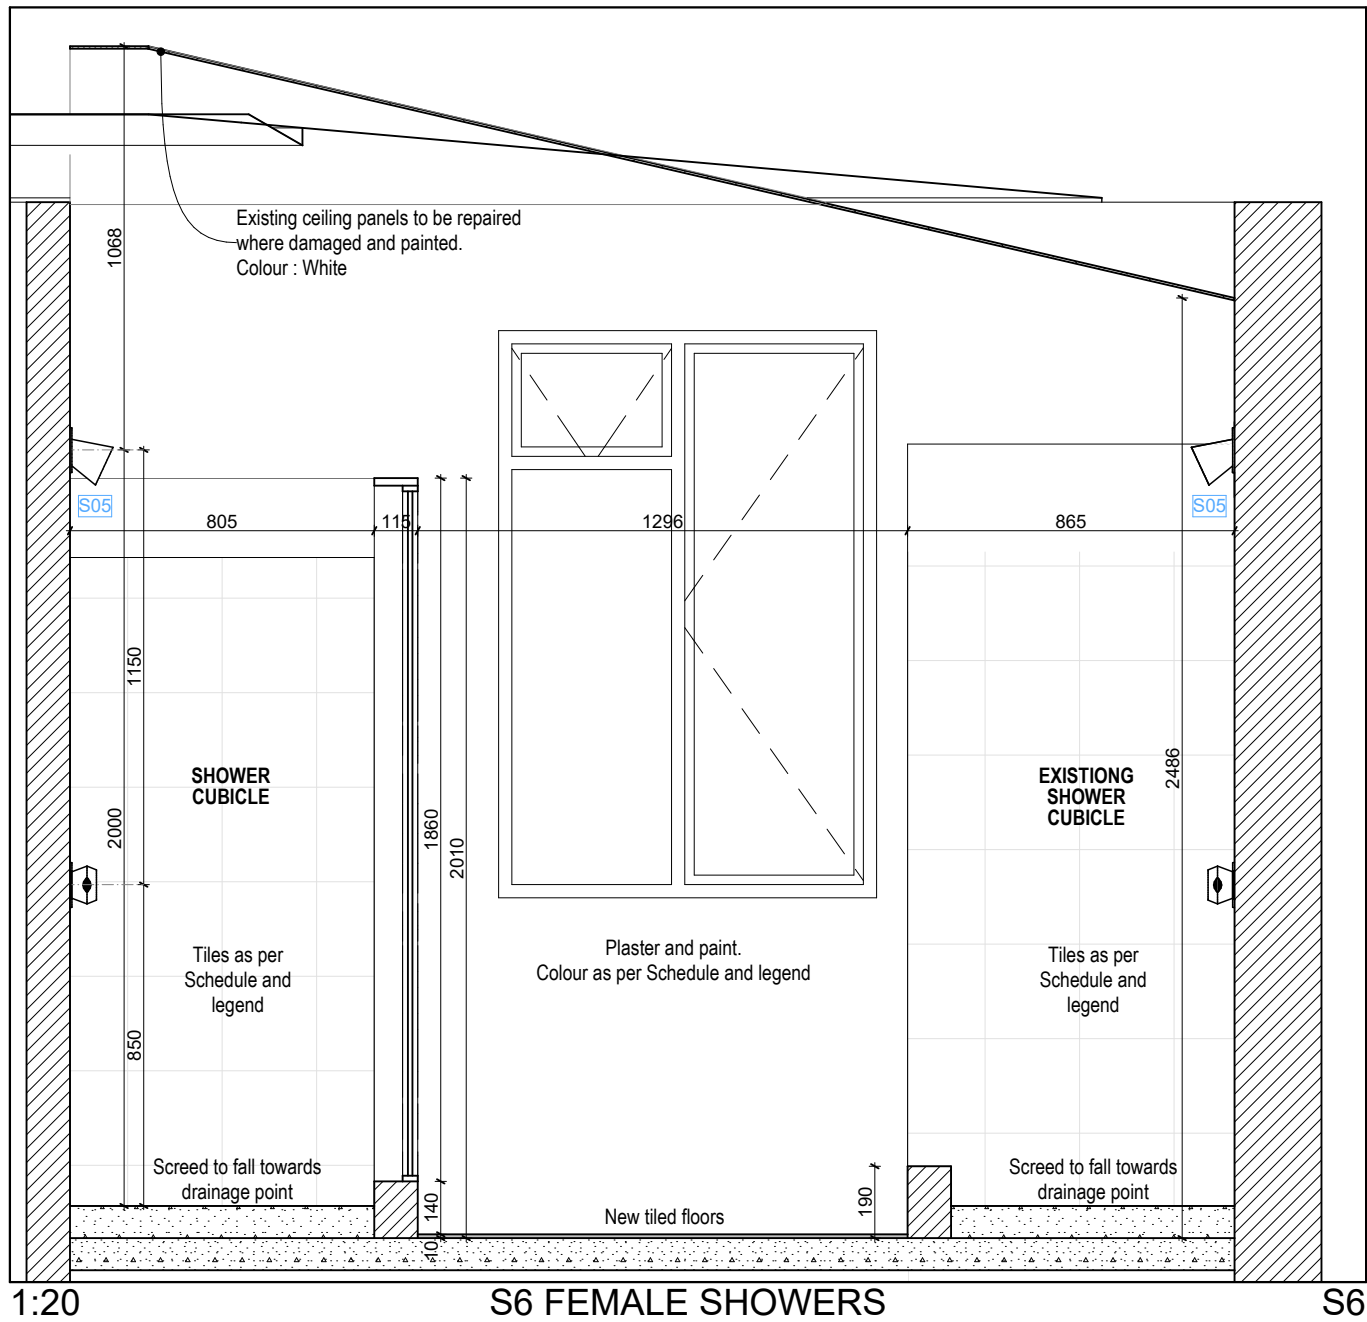 1068
Existing ceiling panels to be repaired
where damaged and painted.
Colour : White
S05
S05
805
115
1296
865
1150
2000
1860
2010
2486
SHOWER
CUBICLE
EXISTIONG
SHOWER
CUBICLE
Tiles as per
Schedule and
legend
Plaster and paint.
Colour as per Schedule and legend
Tiles as per
Schedule and
legend
850
Screed to fall towards
drainage point
140
10
New tiled floors
190
Screed to fall towards
drainage point
1:20
S6 FEMALE SHOWERS
S6